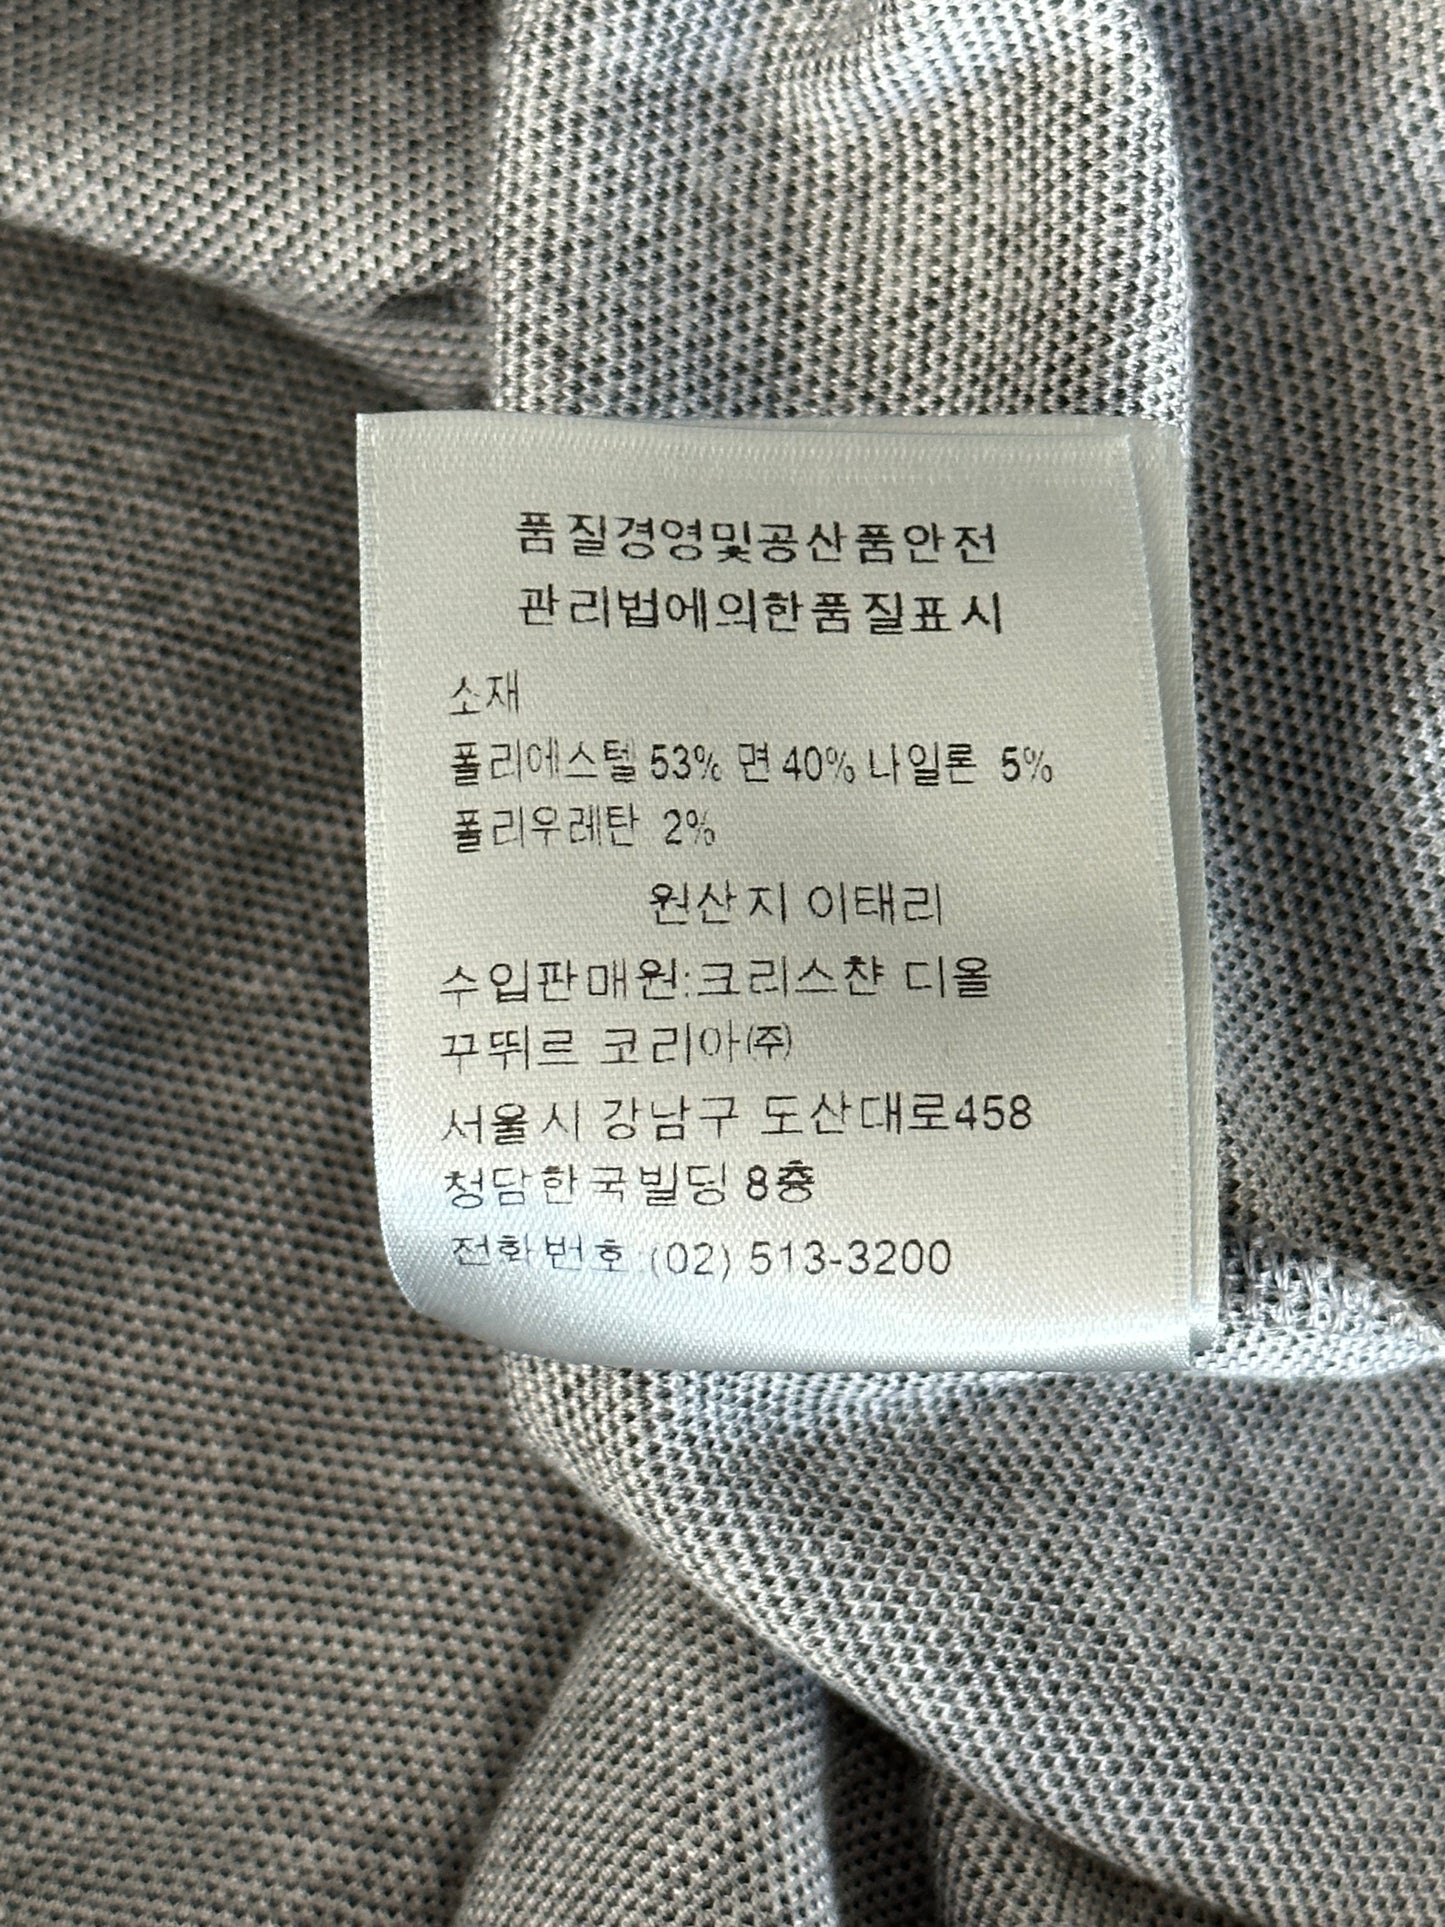 품질경영및공산품안전
관리법에의한품질표시
소재
폴리에스텔 53% 면 40% 나일론 5%
폴리우레탄 2%
원산지 이태리
수입판매원:크리스챤 디올
꾸뛰르 코리아㈜
서울시 강남구 도산대로458
청담한국빌딩 8층
전화번호:(02) 513-3200